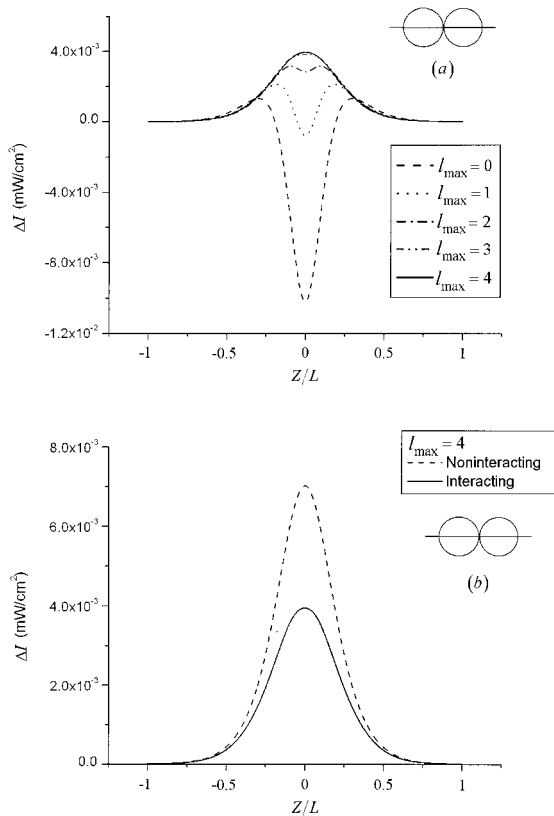 4.0x10⁻³
0.0
-4.0x10⁻³
-8.0x10⁻³
-1.2x10⁻²
ΔI (mW/cm²)
(a)
l_max = 0
l_max = 1
l_max = 2
l_max = 3
l_max = 4
-1 -0.5 0 0.5 1
Z/L
8.0x10⁻³
6.0x10⁻³
4.0x10⁻³
2.0x10⁻³
0.0
ΔI (mW/cm²)
l_max = 4
Noninteracting
Interacting
(b)
-1 -0.5 0 0.5 1
Z/L